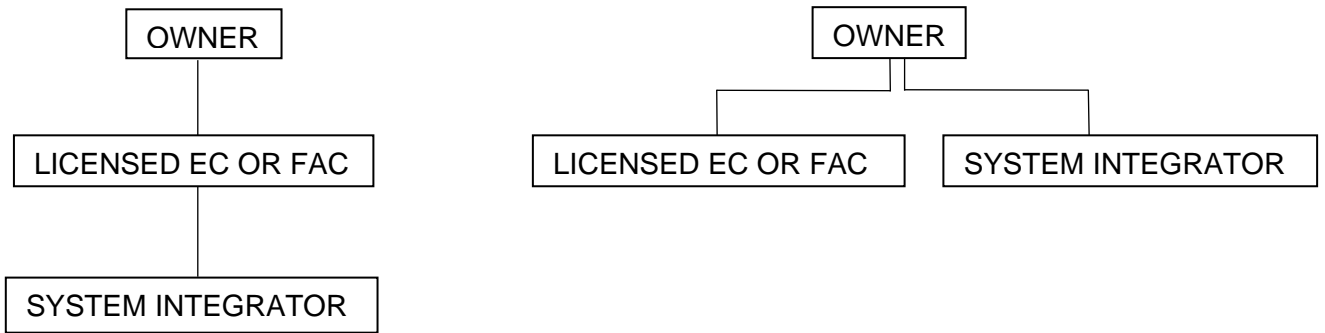 OWNER
LICENSED EC OR FAC
SYSTEM INTEGRATOR
OWNER
LICENSED EC OR FAC
SYSTEM INTEGRATOR